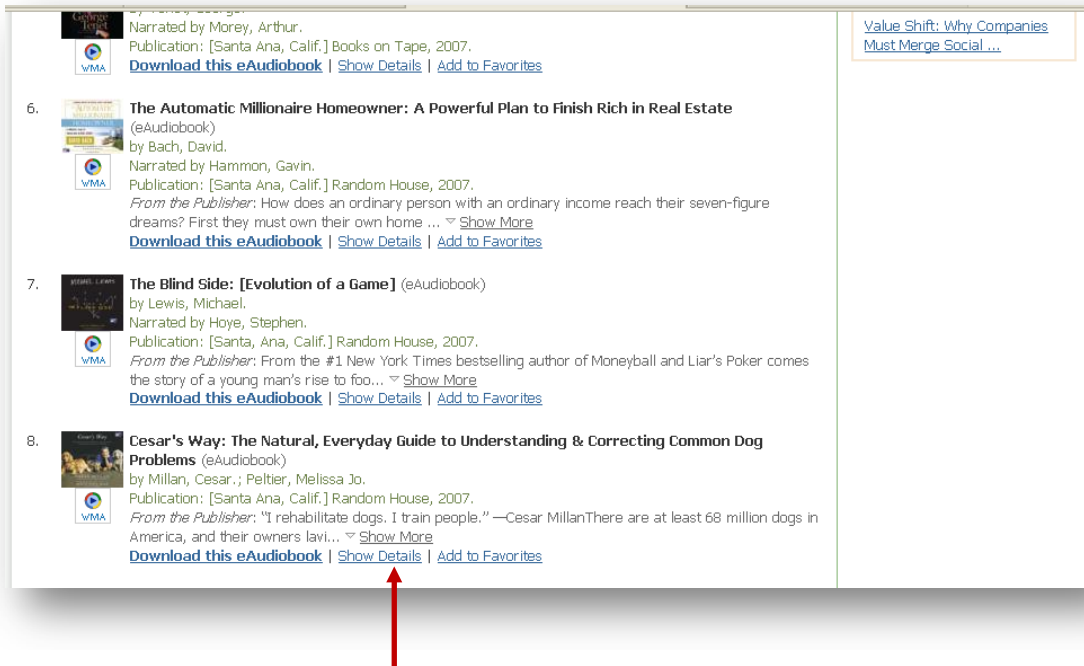 by Tenet, George.
Narrated by Morey, Arthur.
Publication: [Santa Ana, Calif.] Books on Tape, 2007.
WMA
Download this eAudiobook | Show Details | Add to Favorites
6.
The Automatic Millionaire Homeowner: A Powerful Plan to Finish Rich in Real Estate
(eAudiobook)
by Bach, David.
Narrated by Hammon, Gavin.
WMA
Publication: [Santa Ana, Calif.] Random House, 2007.
From the Publisher: How does an ordinary person with an ordinary income reach their seven-figure
dreams? First they must own their own home ... Show More
Download this eAudiobook | Show Details | Add to Favorites
7.
The Blind Side: [Evolution of a Game] (eAudiobook)
by Lewis, Michael.
Narrated by Hoye, Stephen.
Publication: [Santa, Ana, Calif.] Random House, 2007.
WMA
From the Publisher: From the #1 New York Times bestselling author of Moneyball and Liar's Poker comes
the story of a young man's rise to foo... Show More
Download this eAudiobook | Show Details | Add to Favorites
8.
Cesar's Way: The Natural, Everyday Guide to Understanding & Correcting Common Dog
Problems (eAudiobook)
by Millan, Cesar.; Peltier, Melissa Jo.
Publication: [Santa Ana, Calif.] Random House, 2007.
WMA
From the Publisher: "I rehabilitate dogs. I train people." —Cesar MillanThere are at least 68 million dogs in
America, and their owners lavi... Show More
Download this eAudiobook | Show Details | Add to Favorites
Value Shift: Why Companies
Must Merge Social ...